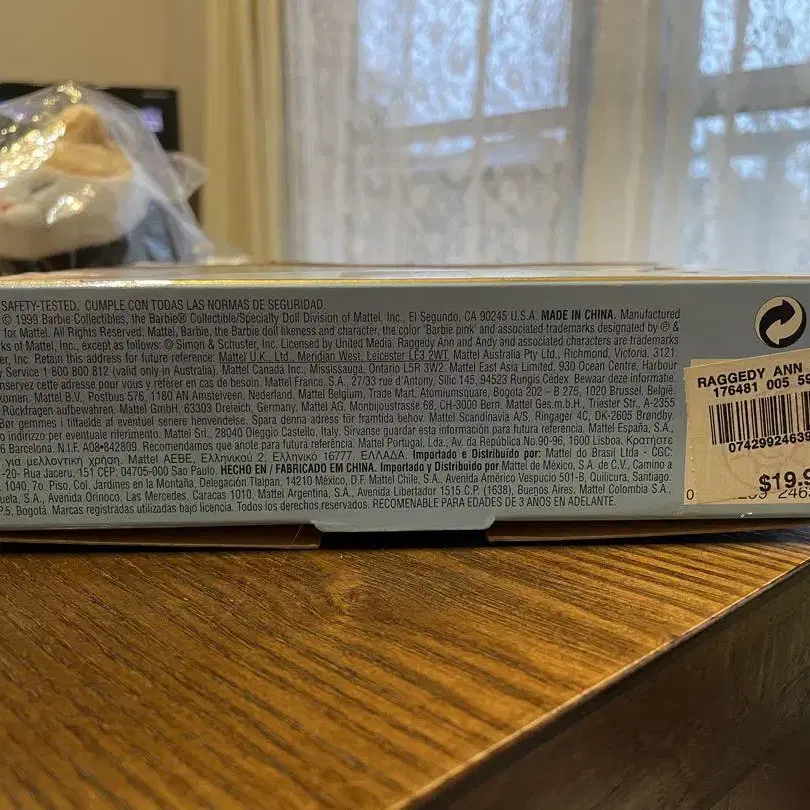 SAFETY-TESTED. CUMPLE CON TODAS LAS NORMAS DE SEGURIDAD.
© 1999 Barbie Collectibles, the Barbie® Collectible/Specialty Doll Division of Mattel, Inc., El Segundo, CA 90245 U.S.A. MADE IN CHINA. Manufactured
for Mattel. All Rights Reserved. Mattel, Barbie, the Barbie doll likeness and character, the color 'Barbie pink' and associated trademarks designated by ® &
ks of Mattel, Inc., except as follows: © Simon & Schuster, Inc. Licensed by United Media. Raggedy Ann and Andy and associated characters are trademarks
er, Inc. Retain this address for future reference: Mattel U.K., Ltd., Meridian West, Leicester LE3 2WT. Mattel Australia Pty Ltd., Richmond, Victoria. 3121.
y Service 1 800 800 812 (valid only in Australia). Mattel Canada Inc., Mississauga, Ontario L5R 3W2. Mattel East Asia Limited, 930 Ocean Centre, Harbour
nservez cette adresse pour vous y référer en cas de besoin. Mattel France, S.A., 27/33 rue d'Antony, Silic 145, 94523 Rungis Cédex. Bewaar deze informatie.
komen. Mattel B.V., Postbus 576, 1180 AN Amstelveen, Nederland. Mattel Belgium, Trade Mart, Atomiumsquare, Bogota 202 – B 275, 1020 Brussel, België.
Rückfragen aufbewahren. Mattel GmbH, 63303 Dreieich, Germany. Mattel AG, Monbijoustrasse 68, CH-3000 Bern. Mattel Ges.m.b.H., Triester Str., A-2355
Bør gemmes i tilfælde af eventuel senere henvendelse. Spara denna adress för framtida behov. Mattel Scandinavia A/S, Ringager 4C, DK-2605 Brøndby.
o indirizzo per eventuale riferimento. Mattel Srl., 28040 Oleggio Castello, Italy. Sírvanse guardar esta información para futura referencia. Mattel España, S.A.,
6 Barcelona. N.I.F. A08•842809. Recomendamos que anote para futura referência. Mattel Portugal, Lda., Av. da República No.90-96, 1600 Lisboa. Κρατήστε
για μελλοντική χρήση. Mattel AEBE, Ελληνικού 2, Ελληνικό 16777, ΕΛΛΑΔΑ. Importado e Distribuido por: Mattel do Brasil Ltda - CGC:
-20- Rua Jaceru, 151 CEP: 04705-000 Sao Paulo. HECHO EN / FABRICADO EM CHINA. Importado y Distribuido por Mattel de México, S.A. de C.V., Camino a
1040, 7o. Piso, Col. Jardines en la Montaña, Delegación Tlalpan, 14210 México, D.F. Mattel Chile, S.A., Avenida Américo Vespucio 501-B, Quilicura, Santiago.
uela, S.A., Avenida Orinoco, Las Mercedes, Caracas 1010. Mattel Argentina, S.A., Avenida Libertador 1515 C.P. (1638), Buenos Aires. Mattel Colombia S.A.,
P.5, Bogotá. Marcas registradas utilizadas bajo licencia. Todos los derechos reservados. RECOMENABLE PARA EDADES DE 3 AÑOS EN ADELANTE.
RAGGEDY ANN
176481 005 59
07429924639
$19.9